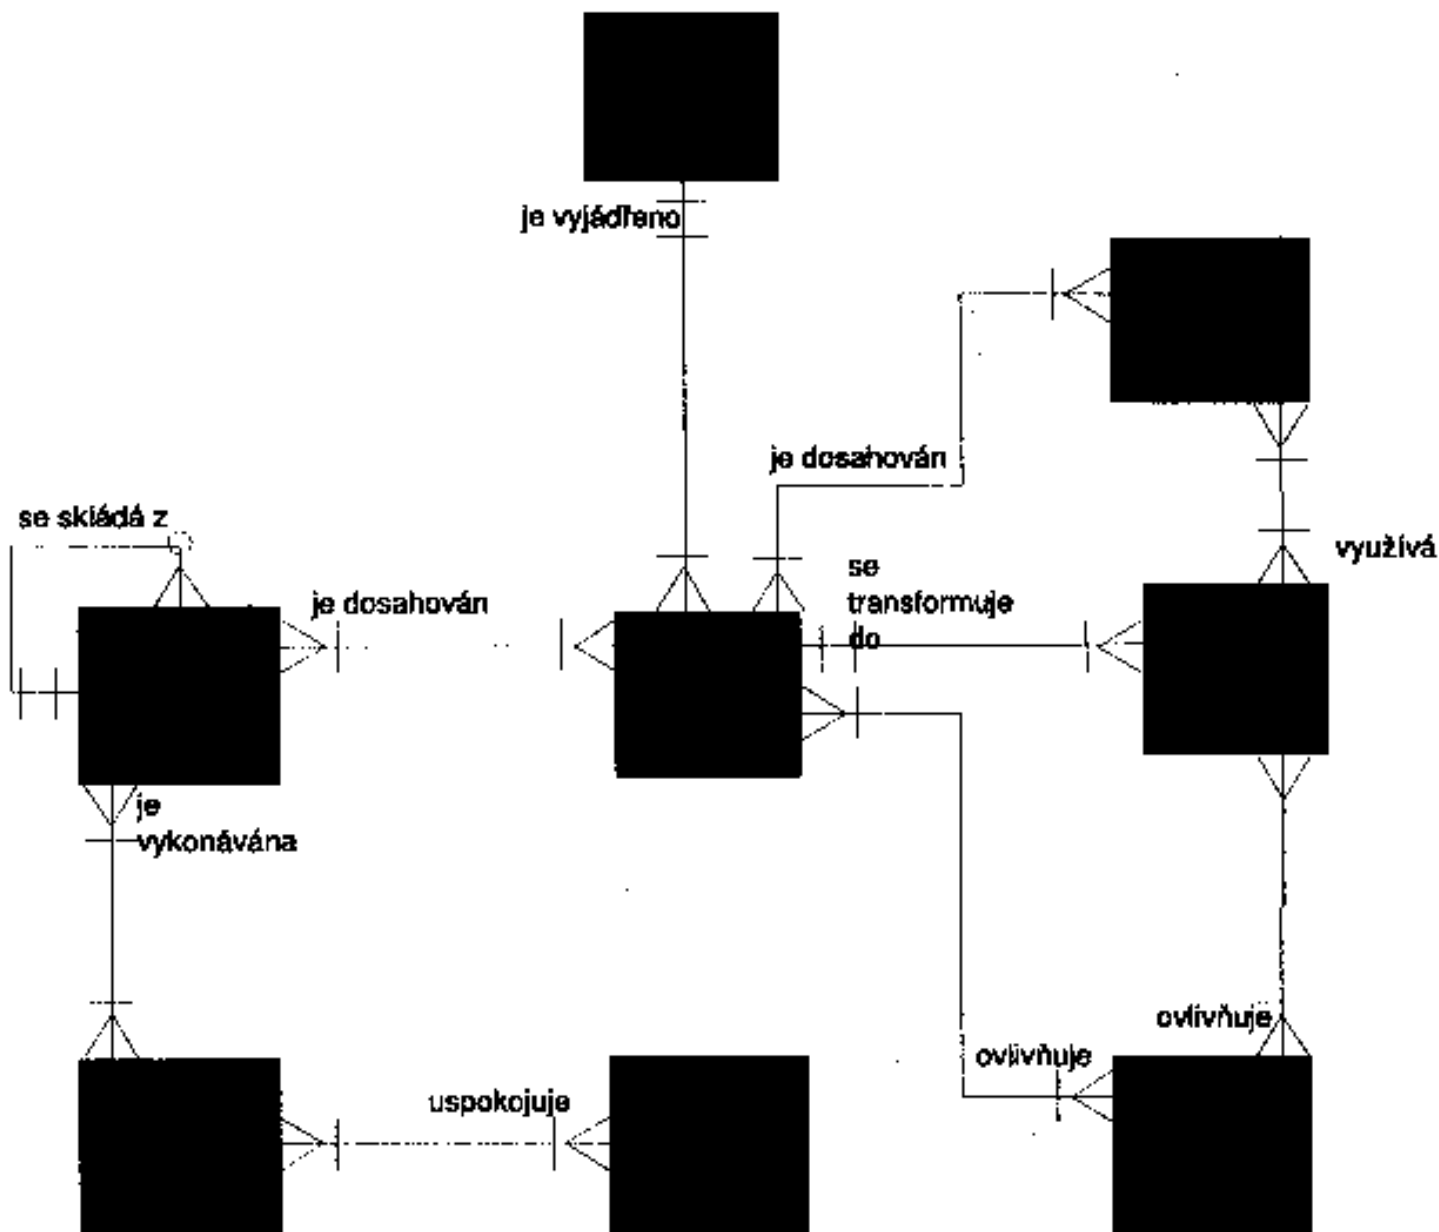 je vyjádřeno
je dosahován
se skládá z
využívá
je dosahován
se
transformuje
do
je
vykonávána
ovlivňuje
ovlivňuje
uspokojuje